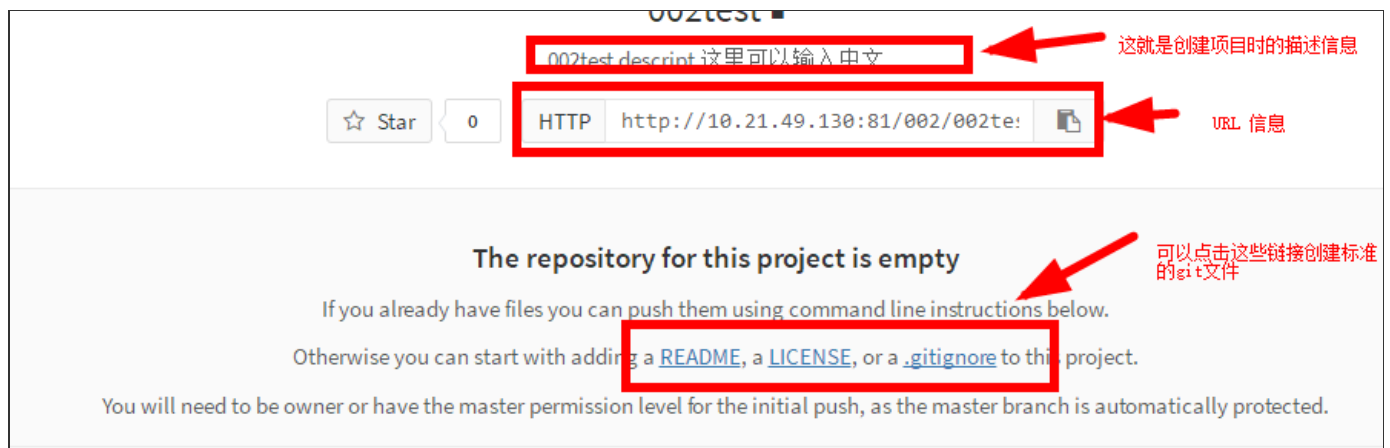 002test
002test descript 这里可以输入中文
这就是创建项目时的描述信息
Star
0
HTTP
http://10.21.49.130:81/002/002te
URL 信息
The repository for this project is empty
可以点击这些链接创建标准
的git文件
If you already have files you can push them using command line instructions below.
Otherwise you can start with adding a README, a LICENSE, or a .gitignore to this project.
You will need to be owner or have the master permission level for the initial push, as the master branch is automatically protected.